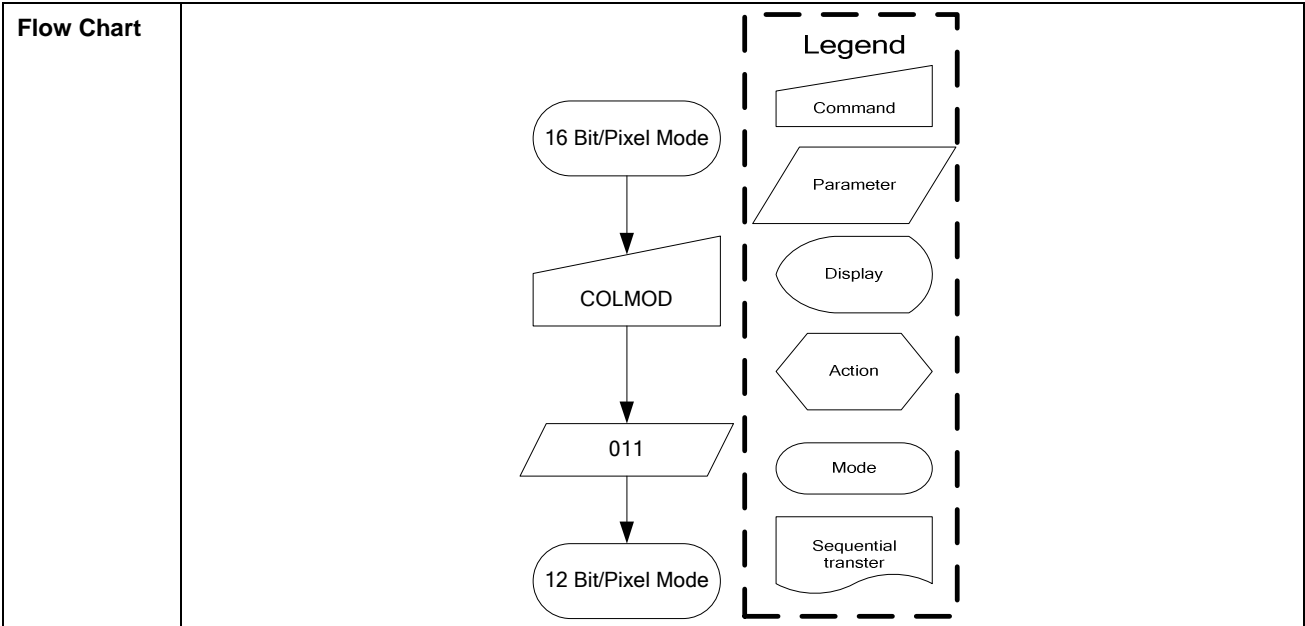 Flow Chart
16 Bit/Pixel Mode
COLMOD
011
12 Bit/Pixel Mode
Legend
Command
Parameter
Display
Action
Mode
Sequential
transter